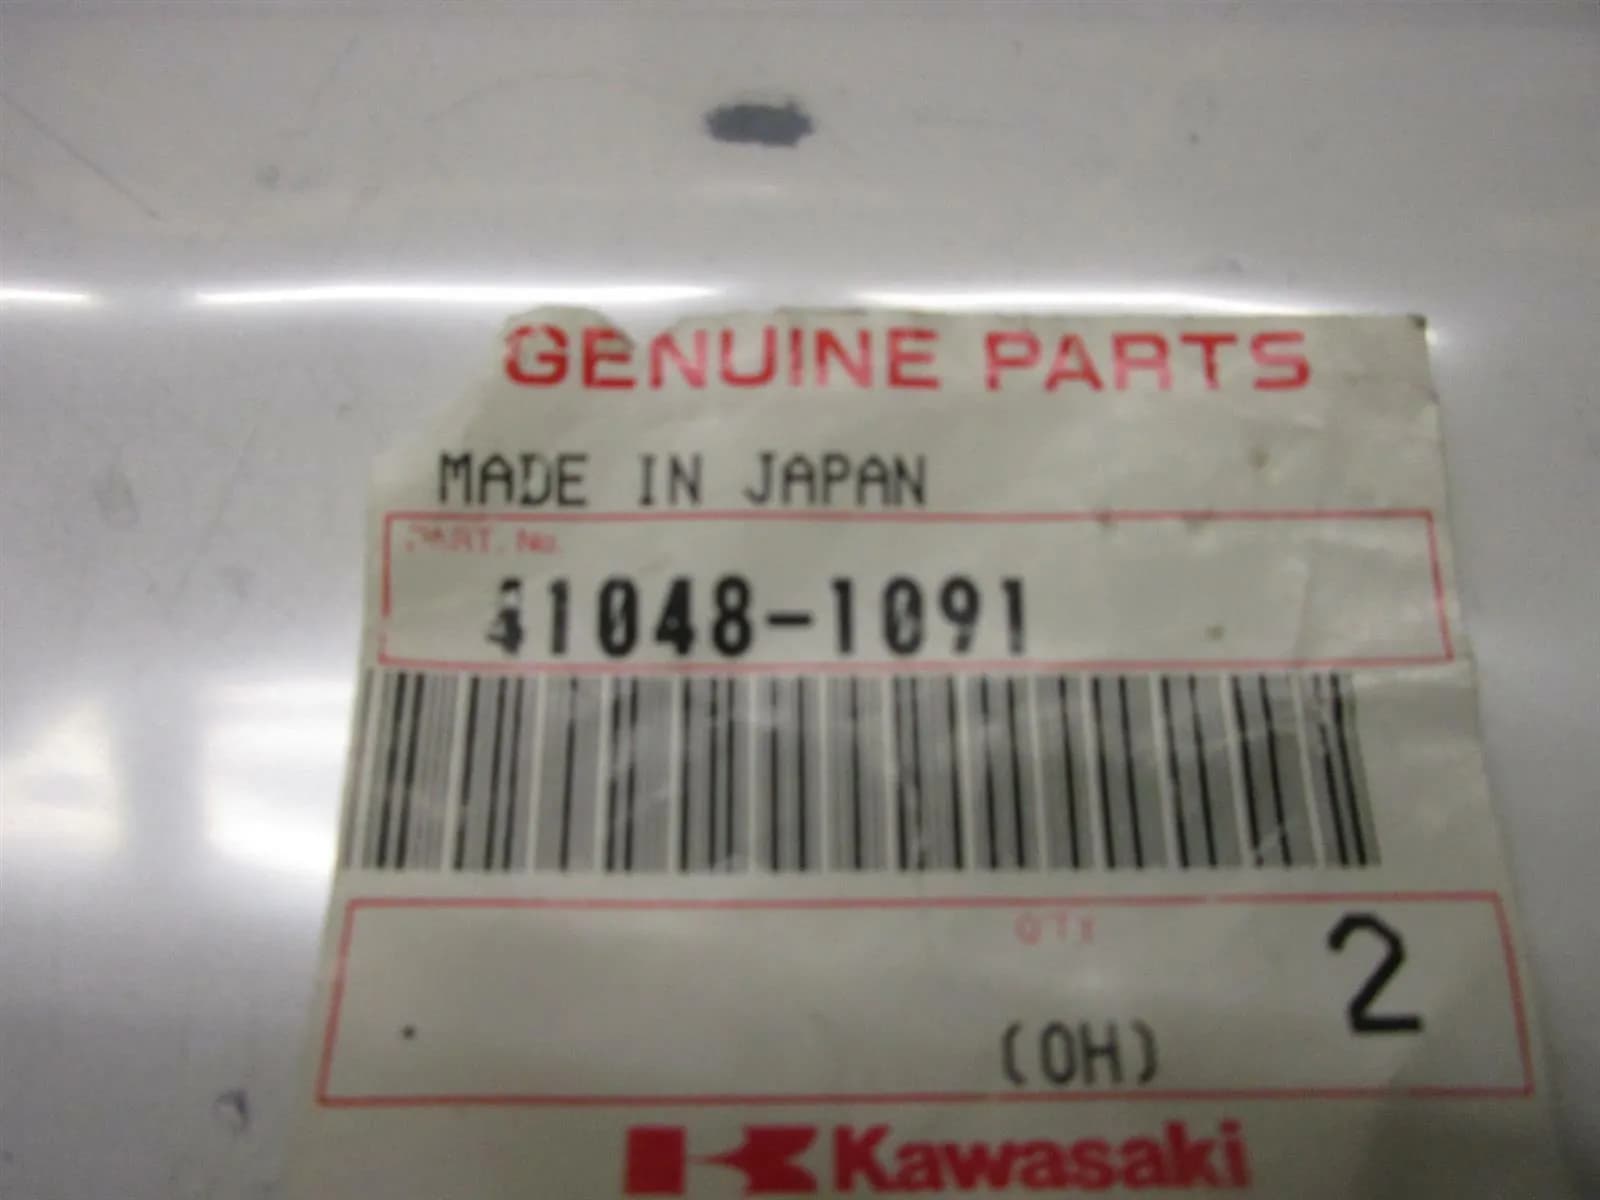 GENUINE PARTS
MADE IN JAPAN
PART. No.
41048-1091
QTY
2
(OH)
Kawasaki